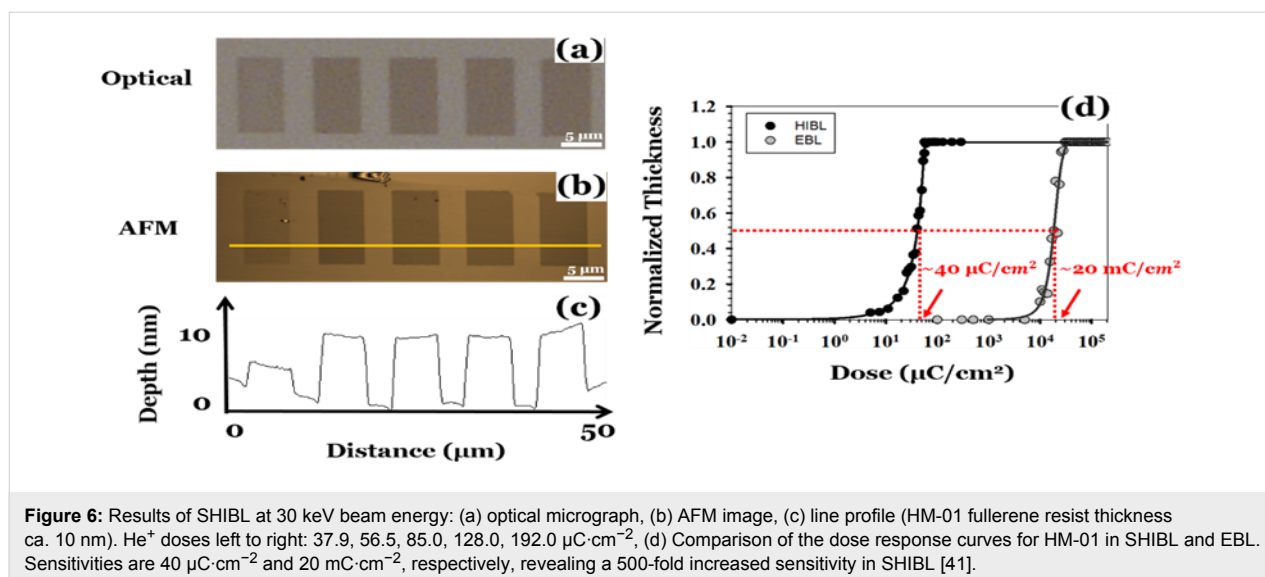 Optical
(a)
5 μm
AFM
(b)
5 μm
(c)
Depth (nm)
10
0
0
50
Distance (μm)
(d)
Normalized Thickness
1.2
1.0
0.8
0.6
0.4
0.2
0.0
HIBL
EBL
~40 μC/cm²
~20 mC/cm²
10⁻² 10⁻¹ 10⁰ 10¹ 10² 10³ 10⁴ 10⁵
Dose (μC/cm²)
Figure 6: Results of SHIBL at 30 keV beam energy: (a) optical micrograph, (b) AFM image, (c) line profile (HM-01 fullerene resist thickness
ca. 10 nm). He⁺ doses left to right: 37.9, 56.5, 85.0, 128.0, 192.0 μC·cm⁻², (d) Comparison of the dose response curves for HM-01 in SHIBL and EBL.
Sensitivities are 40 μC·cm⁻² and 20 mC·cm⁻², respectively, revealing a 500-fold increased sensitivity in SHIBL [41].